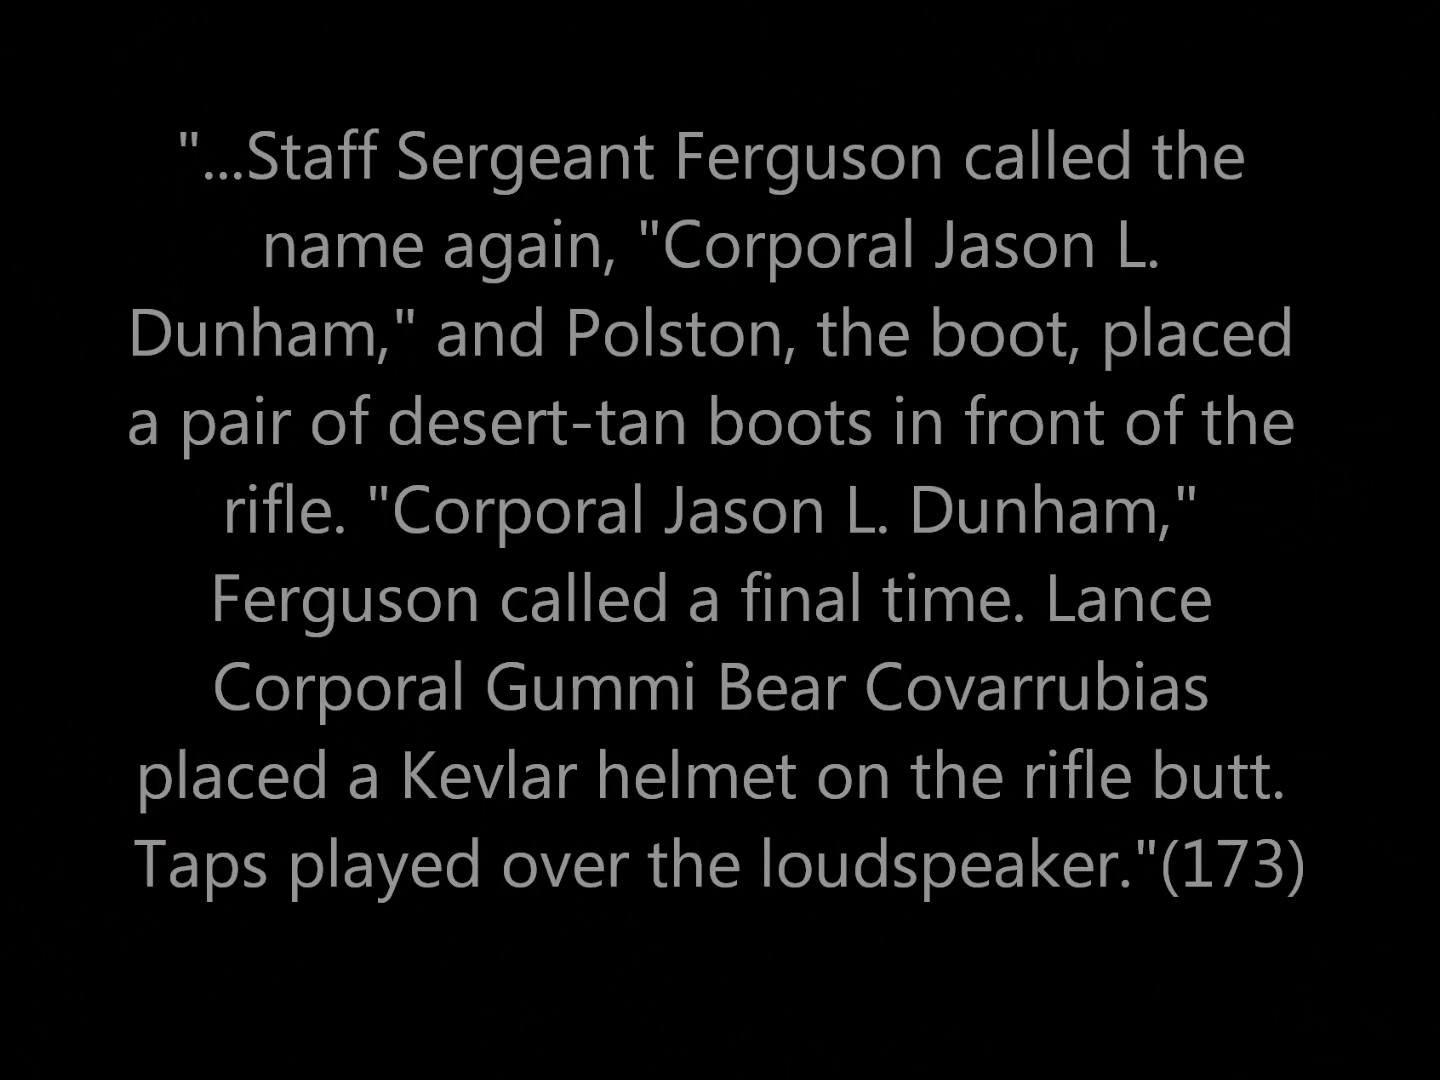 "...Staff Sergeant Ferguson called the
name again, "Corporal Jason L.
Dunham," and Polston, the boot, placed
a pair of desert-tan boots in front of the
rifle. "Corporal Jason L. Dunham,"
Ferguson called a final time. Lance
Corporal Gummi Bear Covarrubias
placed a Kevlar helmet on the rifle butt.
Taps played over the loudspeaker."(173)